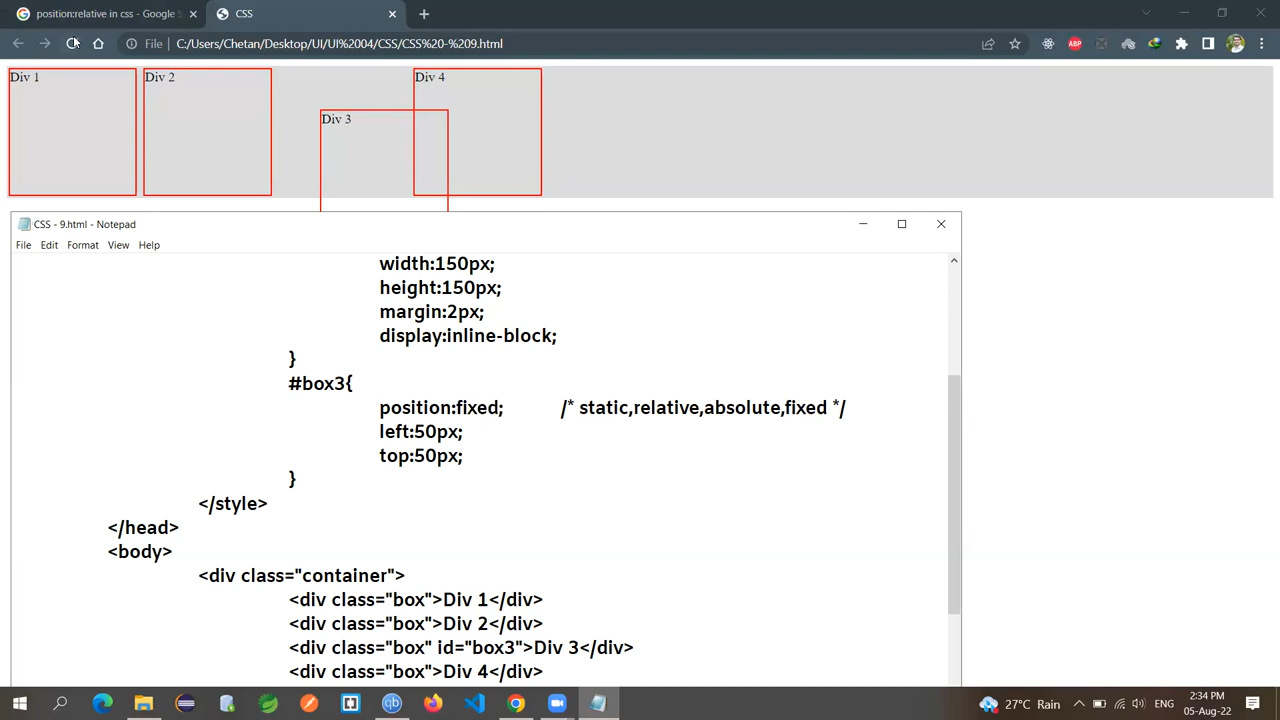 position:relative in css - Google S
CSS
File
C:/Users/Chetan/Desktop/UI/UI%2004/CSS/CSS%20-%209.html
ABP
Div 1
Div 2
Div 3
Div 4
CSS - 9.html - Notepad
File Edit Format View Help
width:150px;
height:150px;
margin:2px;
display:inline-block;
}
#box3{
position:fixed; /* static,relative,absolute,fixed */
left:50px;
top:50px;
}
</style>
</head>
<body>
<div class="container">
<div class="box">Div 1</div>
<div class="box">Div 2</div>
<div class="box" id="box3">Div 3</div>
<div class="box">Div 4</div>
qb
27°C Rain
ENG
2:34 PM
05-Aug-22